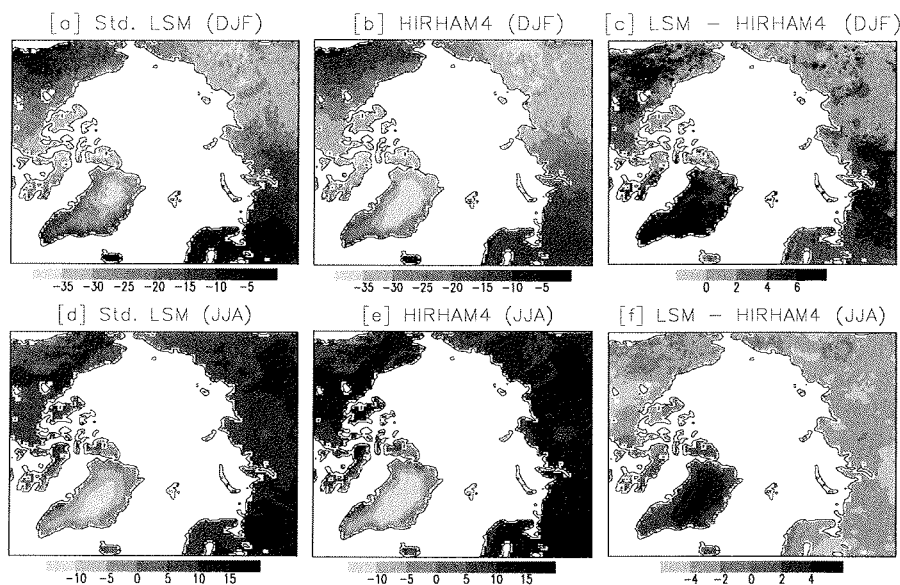 [a] Std. LSM (DJF) [b] HIRHAM4 (DJF) [c] LSM − HIRHAM4 (DJF)
−35 −30 −25 −20 −15 −10 −5 −35 −30 −25 −20 −15 −10 −5 0 2 4 6
[d] Std. LSM (JJA) [e] HIRHAM4 (JJA) [f] LSM − HIRHAM4 (JJA)
−10 −5 0 5 10 15 −10 −5 0 5 10 15 −4 −2 0 2 4